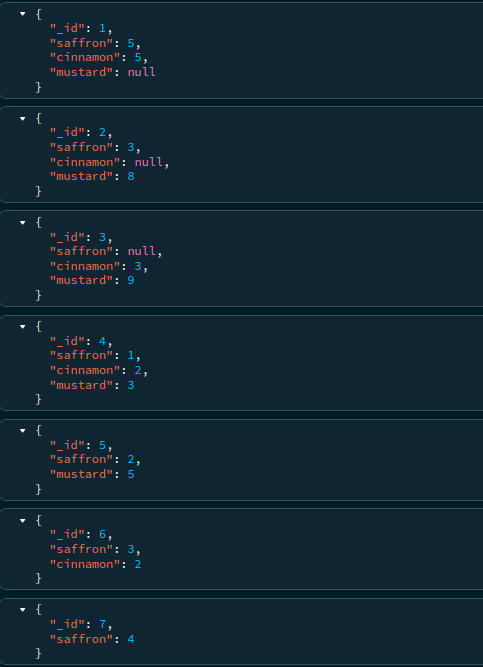 {
"_id": 1,
"saffron": 5,
"cinnamon": 5,
"mustard": null
}
{
"_id": 2,
"saffron": 3,
"cinnamon": null,
"mustard": 8
}
{
"_id": 3,
"saffron": null,
"cinnamon": 3,
"mustard": 9
}
{
"_id": 4,
"saffron": 1,
"cinnamon": 2,
"mustard": 3
}
{
"_id": 5,
"saffron": 2,
"mustard": 5
}
{
"_id": 6,
"saffron": 3,
"cinnamon": 2
}
{
"_id": 7,
"saffron": 4
}